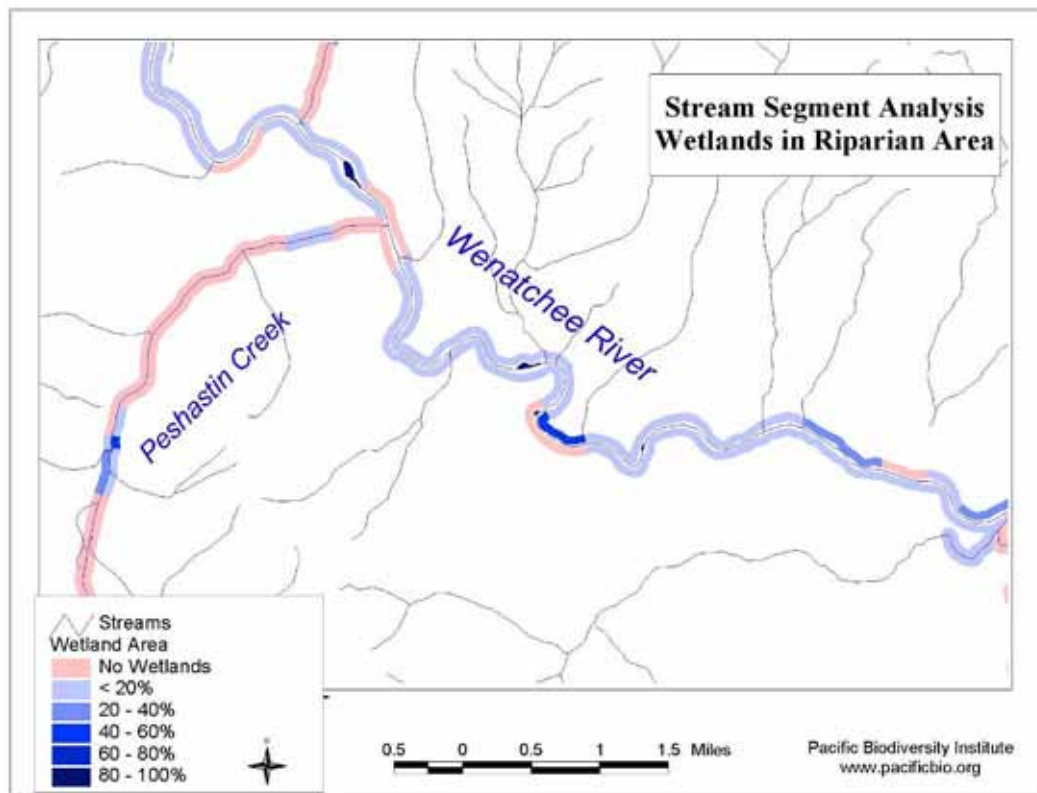 Stream Segment Analysis
Wetlands in Riparian Area
Wenatchee River
Peshastin Creek
Streams
Wetland Area
No Wetlands
< 20%
20 - 40%
40 - 60%
60 - 80%
80 - 100%
0.5 0 0.5 1 1.5 Miles
Pacific Biodiversity Institute
www.pacificbio.org